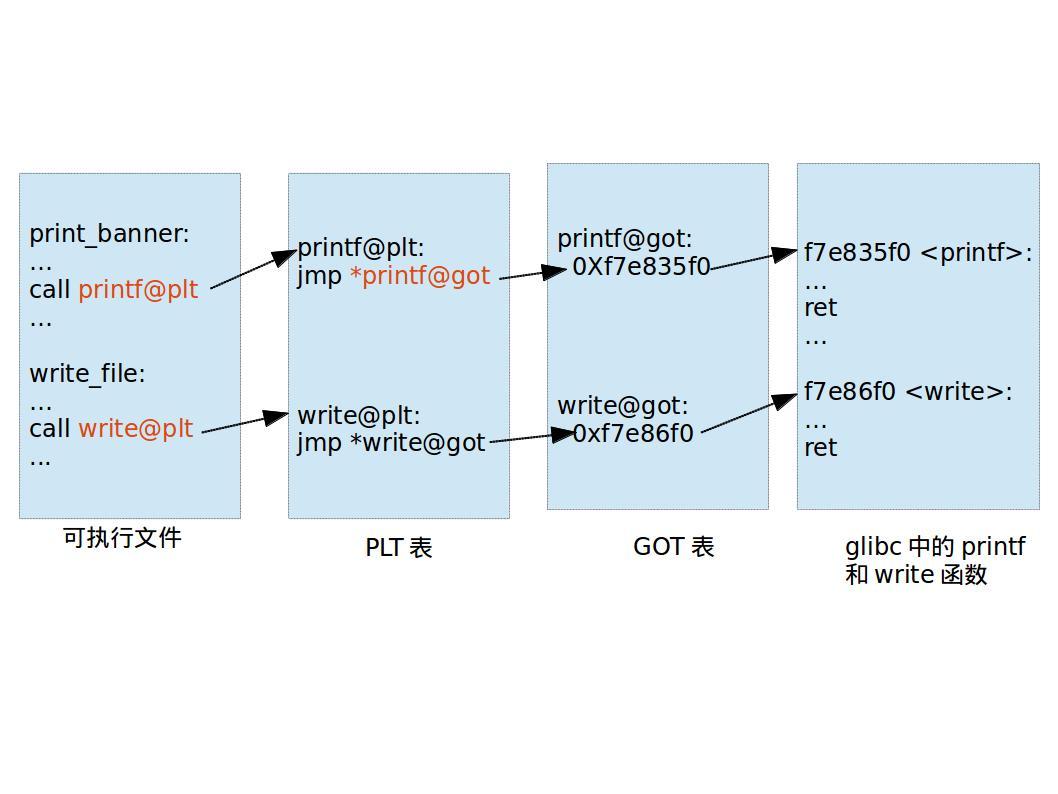 print_banner:
...
call printf@plt
...
write_file:
...
call write@plt
...
可执行文件
printf@plt:
jmp *printf@got
write@plt:
jmp *write@got
PLT 表
printf@got:
0Xf7e835f0
write@got:
0xf7e86f0
GOT 表
f7e835f0 <printf>:
...
ret
...
f7e86f0 <write>:
...
ret
glibc 中的 printf
和 write 函数